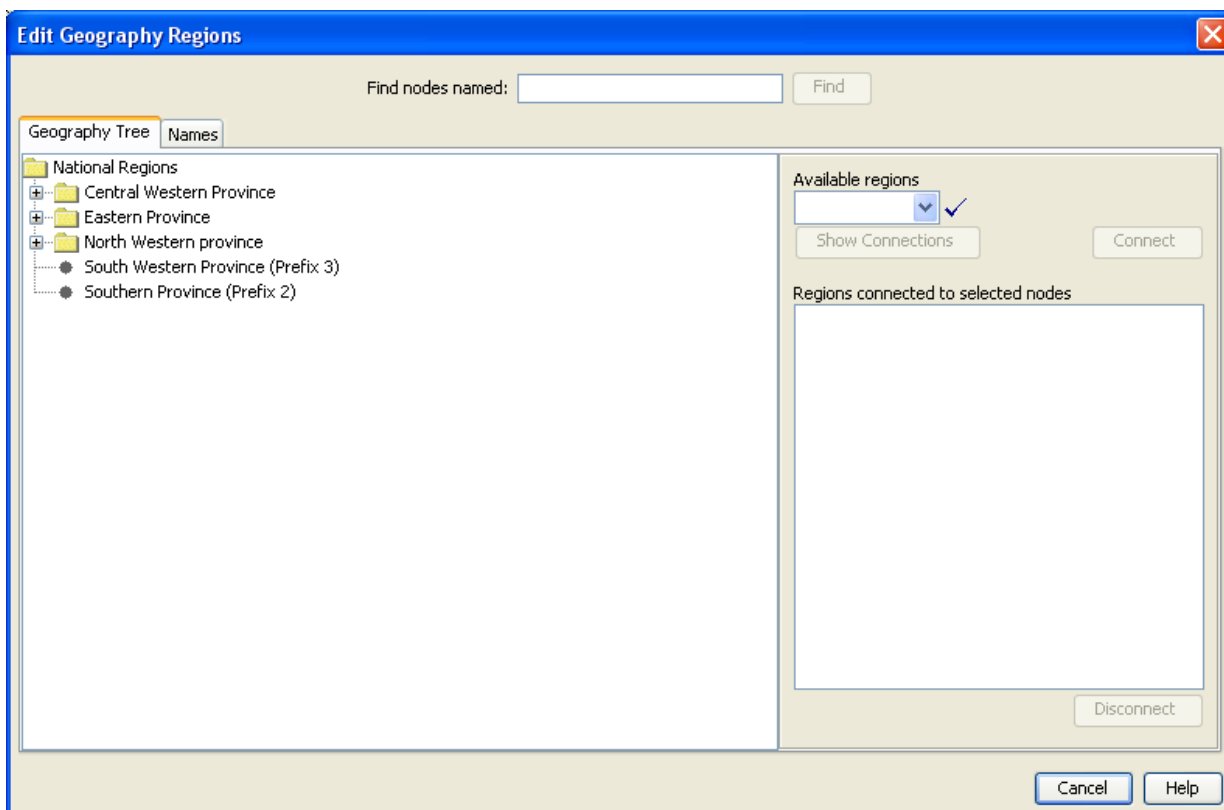 Edit Geography Regions
Find nodes named:
Find
Geography Tree
Names
National Regions
Central Western Province
Eastern Province
North Western province
South Western Province (Prefix 3)
Southern Province (Prefix 2)
Available regions
Show Connections
Connect
Regions connected to selected nodes
Disconnect
Cancel
Help